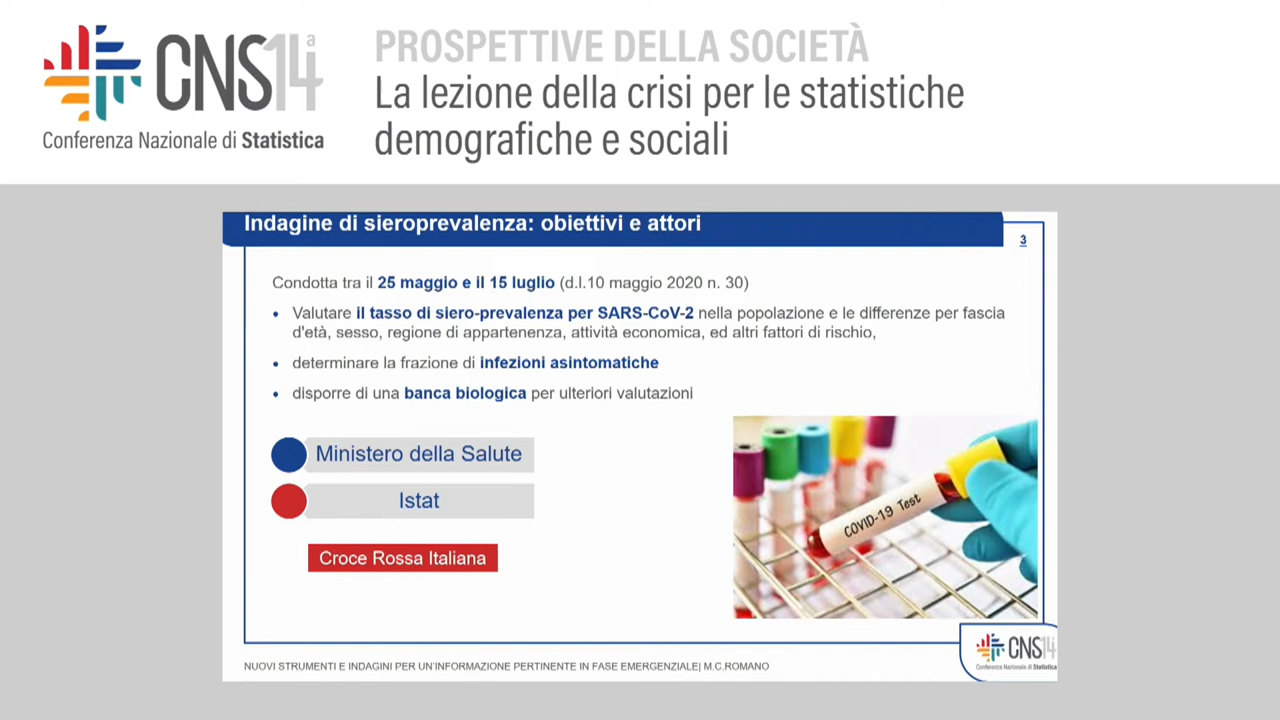 CNS14ª
Conferenza Nazionale di Statistica
PROSPETTIVE DELLA SOCIETÀ
La lezione della crisi per le statistiche
demografiche e sociali
Indagine di sieroprevalenza: obiettivi e attori
3
Condotta tra il 25 maggio e il 15 luglio (d.l.10 maggio 2020 n. 30)
• Valutare il tasso di siero-prevalenza per SARS-CoV-2 nella popolazione e le differenze per fascia
d'età, sesso, regione di appartenenza, attività economica, ed altri fattori di rischio,
• determinare la frazione di infezioni asintomatiche
• disporre di una banca biologica per ulteriori valutazioni
Ministero della Salute
Istat
Croce Rossa Italiana
COVID-19 Test
NUOVI STRUMENTI E INDAGINI PER UN'INFORMAZIONE PERTINENTE IN FASE EMERGENZIALE| M.C.ROMANO
CNS14
Conferenza Nazionale di Statistica